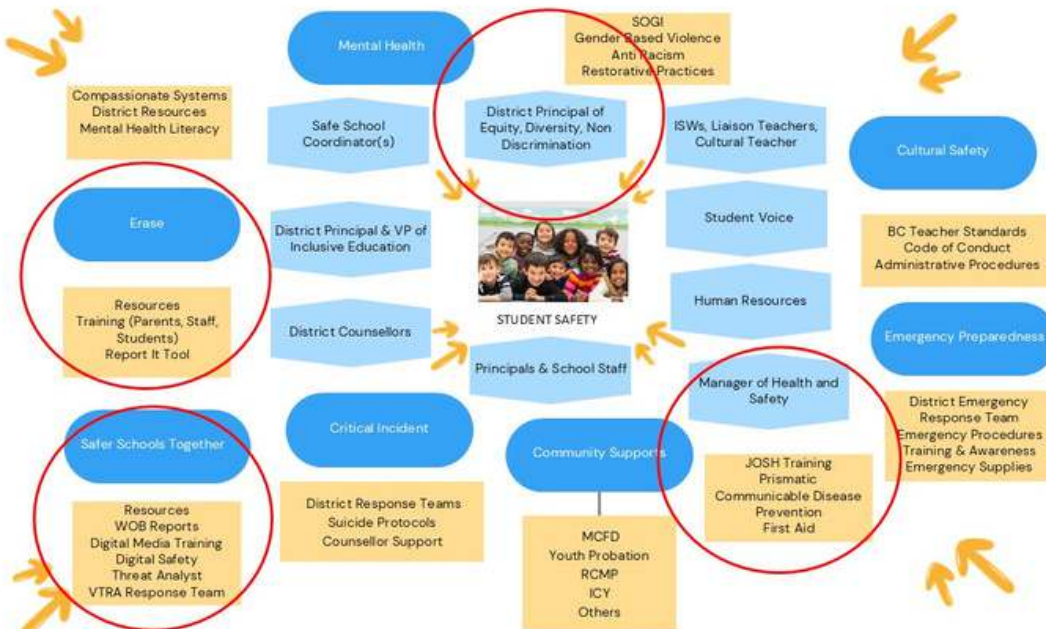 Mental Health
SOGI
Gender Based Violence
Anti Racism
Restorative Practices
Compassionate Systems
District Resources
Mental Health Literacy
Safe School
Coordinator(s)
District Principal of
Equity, Diversity, Non
Discrimination
ISWs, Liaison Teachers,
Cultural Teacher
Cultural Safety
Erase
District Principal & VP of
Inclusive Education
Student Voice
BC Teacher Standards
Code of Conduct
Administrative Procedures
Resources
Training (Parents, Staff,
Students)
Report It Tool
District Counsellors
STUDENT SAFETY
Human Resources
Emergency Preparedness
Principals & School Staff
Manager of Health and
Safety
Safer Schools Together
Critical Incident
Community Supports
District Emergency
Response Team
Emergency Procedures
Training & Awareness
Emergency Supplies
Resources
WOB Reports
Digital Media Training
Digital Safety
Threat Analyst
VTRA Response Team
District Response Teams
Suicide Protocols
Counsellor Support
MCFD
Youth Probation
RCMP
ICY
Others
JOSH Training
Prismatic
Communicable Disease
Prevention
First Aid